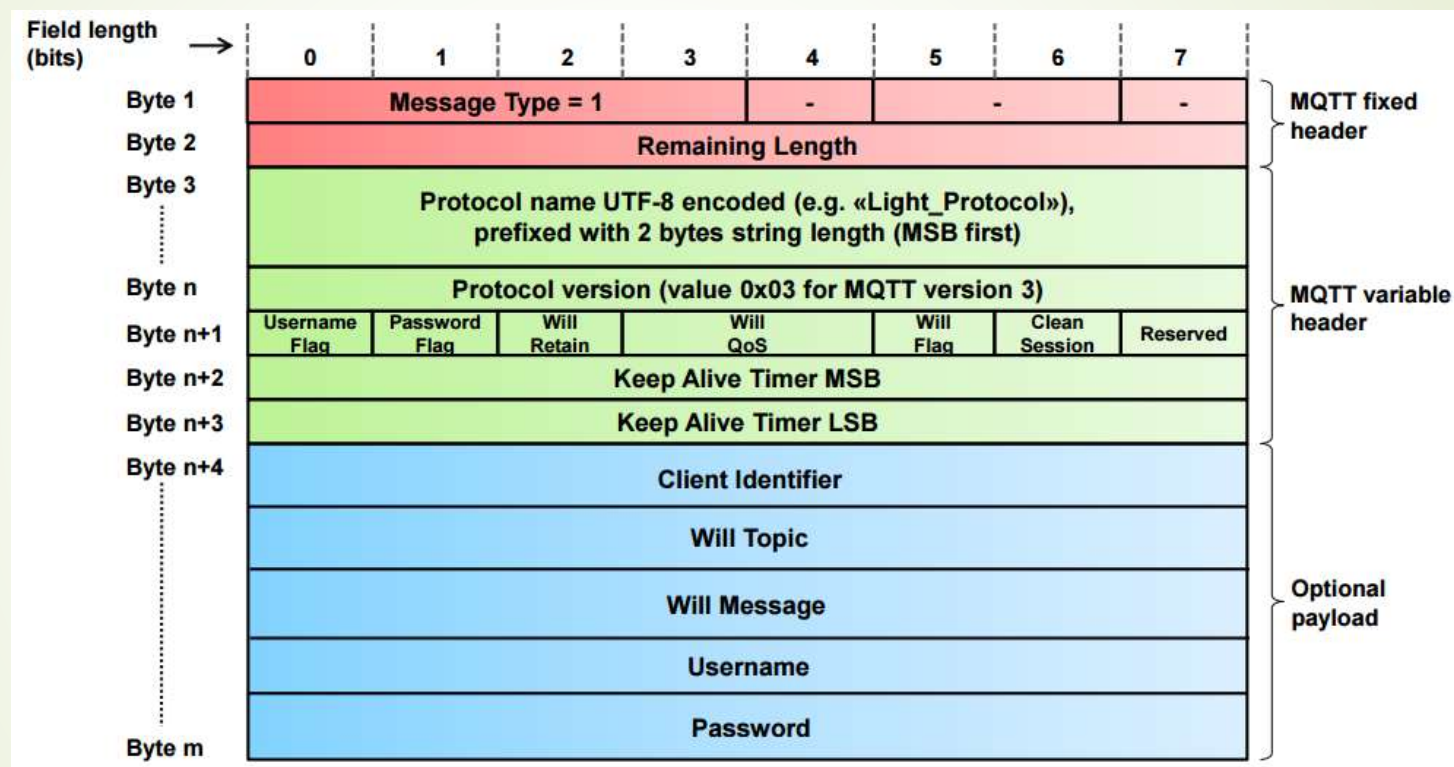 Field length
(bits)
0 1 2 3 4 5 6 7
Byte 1
Message Type = 1 - - -
MQTT fixed
header
Byte 2
Remaining Length
Byte 3
Protocol name UTF-8 encoded (e.g. «Light_Protocol»),
prefixed with 2 bytes string length (MSB first)
Byte n
Protocol version (value 0x03 for MQTT version 3)
MQTT variable
header
Byte n+1
Username
Flag
Password
Flag
Will
Retain
Will
QoS
Will
Flag
Clean
Session
Reserved
Byte n+2
Keep Alive Timer MSB
Byte n+3
Keep Alive Timer LSB
Byte n+4
Client Identifier
Will Topic
Will Message
Optional
payload
Username
Password
Byte m